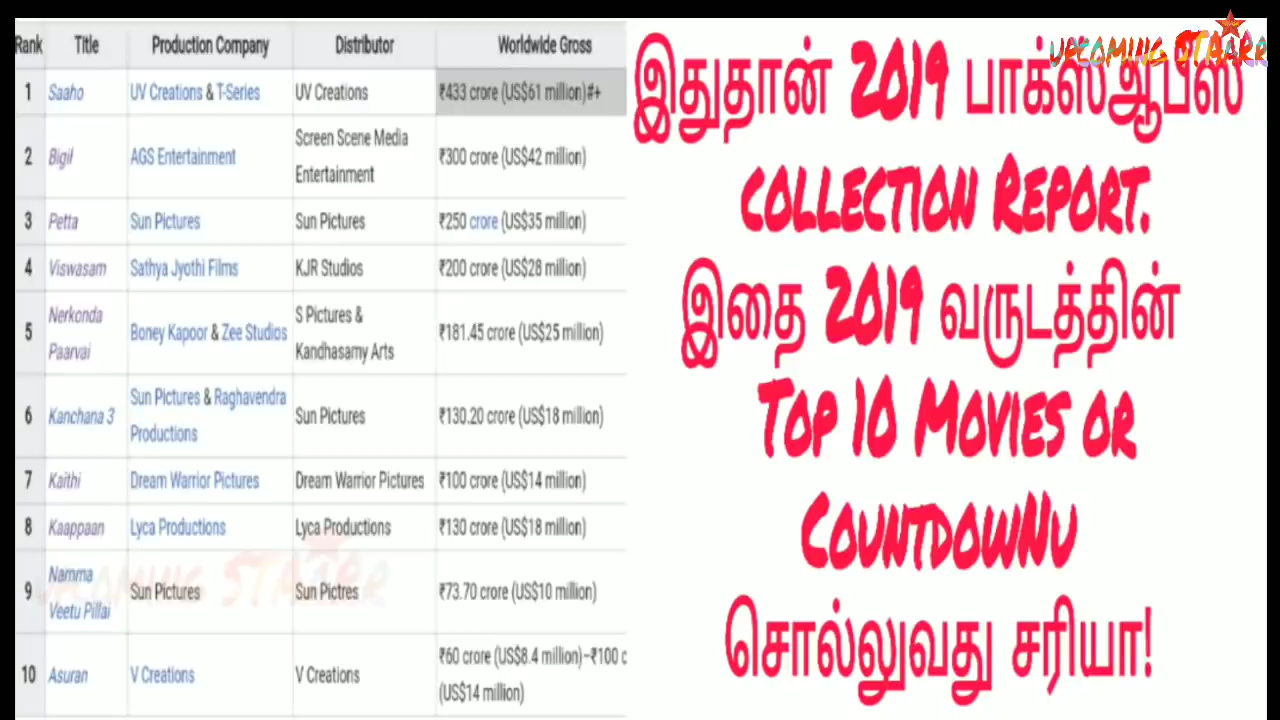 Rank Title Production Company Distributor Worldwide Gross
1 Saaho UV Creations & T-Series UV Creations ₹433 crore (US$61 million)#+
2 Bigil AGS Entertainment Screen Scene Media Entertainment ₹300 crore (US$42 million)
3 Petta Sun Pictures Sun Pictures ₹250 crore (US$35 million)
4 Viswasam Sathya Jyothi Films KJR Studios ₹200 crore (US$28 million)
5 Nerkonda Paarvai Boney Kapoor & Zee Studios S Pictures & Kandhasamy Arts ₹181.45 crore (US$25 million)
6 Kanchana 3 Sun Pictures & Raghavendra Productions Sun Pictures ₹130.20 crore (US$18 million)
7 Kaithi Dream Warrior Pictures Dream Warrior Pictures ₹100 crore (US$14 million)
8 Kaappaan Lyca Productions Lyca Productions ₹130 crore (US$18 million)
9 Namma Veetu Pillai Sun Pictures Sun Pictres ₹73.70 crore (US$10 million)
10 Asuran V Creations V Creations ₹60 crore (US$8.4 million)–₹100 c (US$14 million)
UPCOMING STAARR
UPCOMING STAARR
இதுதான் 2019 பாக்ஸ்ஆபீஸ்
COLLECTION REPORT.
இதை 2019 வருடத்தின்
TOP 10 MOVIES OR
COUNTDOWNU
சொல்லுவது சரியா!